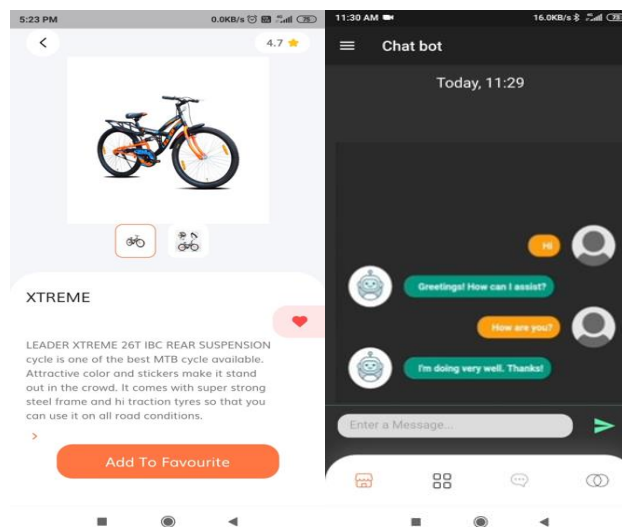 5:23 PM
0.0KB/s
4.7
XTREME
LEADER XTREME 26T IBC REAR SUSPENSION
cycle is one of the best MTB cycle available.
Attractive color and stickers make it stand
out in the crowd. It comes with super strong
steel frame and hi traction tyres so that you
can use it on all road conditions.
Add To Favourite
11:30 AM
16.0KB/s
Chat bot
Today, 11:29
Hi
Greetings! How can I assist?
How are you?
I'm doing very well. Thanks!
Enter a Message...